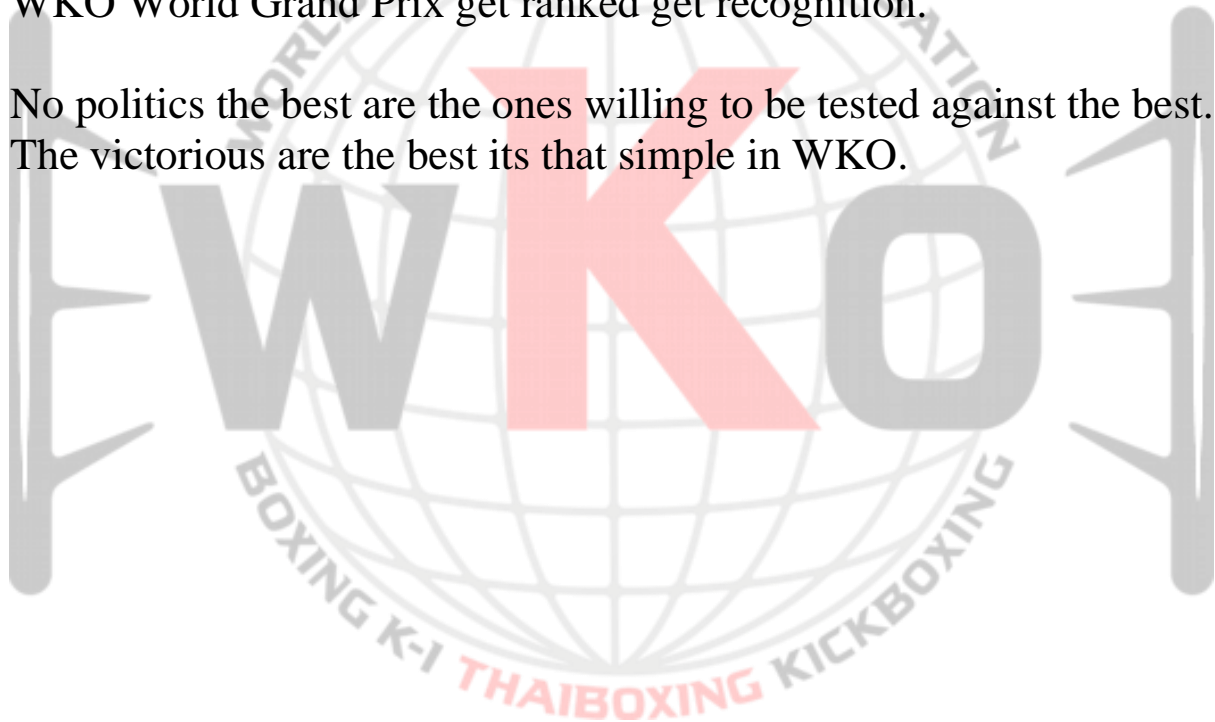 WKO World Grand Prix get ranked get recognition.
No politics the best are the ones willing to be tested against the best.
The victorious are the best its that simple in WKO.
WKO
BOXING K-1 THAIBOXING KICKBOXING